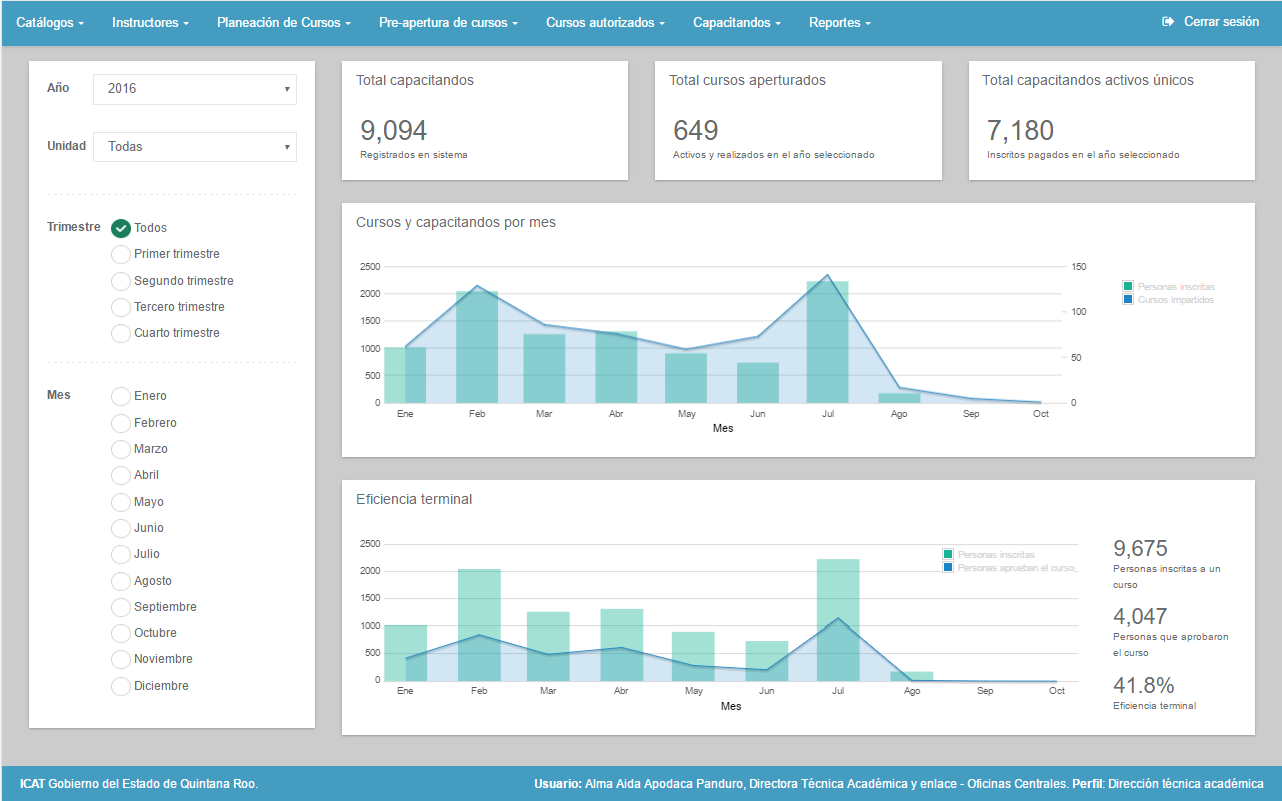 Catálogos
Instructores
Planeación de Cursos
Pre-apertura de cursos
Cursos autorizados
Capacitandos
Reportes
Cerrar sesión
Año
2016
Unidad
Todas
Trimestre
Todos
Primer trimestre
Segundo trimestre
Tercero trimestre
Cuarto trimestre
Mes
Enero
Febrero
Marzo
Abril
Mayo
Junio
Julio
Agosto
Septiembre
Octubre
Noviembre
Diciembre
Total capacitandos
9,094
Registrados en sistema
Total cursos aperturados
649
Activos y realizados en el año seleccionado
Total capacitandos activos únicos
7,180
Inscritos pagados en el año seleccionado
Cursos y capacitandos por mes
2500
2000
1500
1000
500
0
150
100
50
0
Ene Feb Mar Abr May Jun Jul Ago Sep Oct
Mes
Personas inscritas
Cursos impartidos
Eficiencia terminal
2500
2000
1500
1000
500
0
Ene Feb Mar Abr May Jun Jul Ago Sep Oct
Mes
Personas inscritas
Personas aprueban el curso_
9,675
Personas inscritas a un
curso
4,047
Personas que aprobaron
el curso
41.8%
Eficiencia terminal
ICAT Gobierno del Estado de Quintana Roo.
Usuario: Alma Aida Apodaca Panduro, Directora Técnica Académica y enlace - Oficinas Centrales. Perfil: Dirección técnica académica